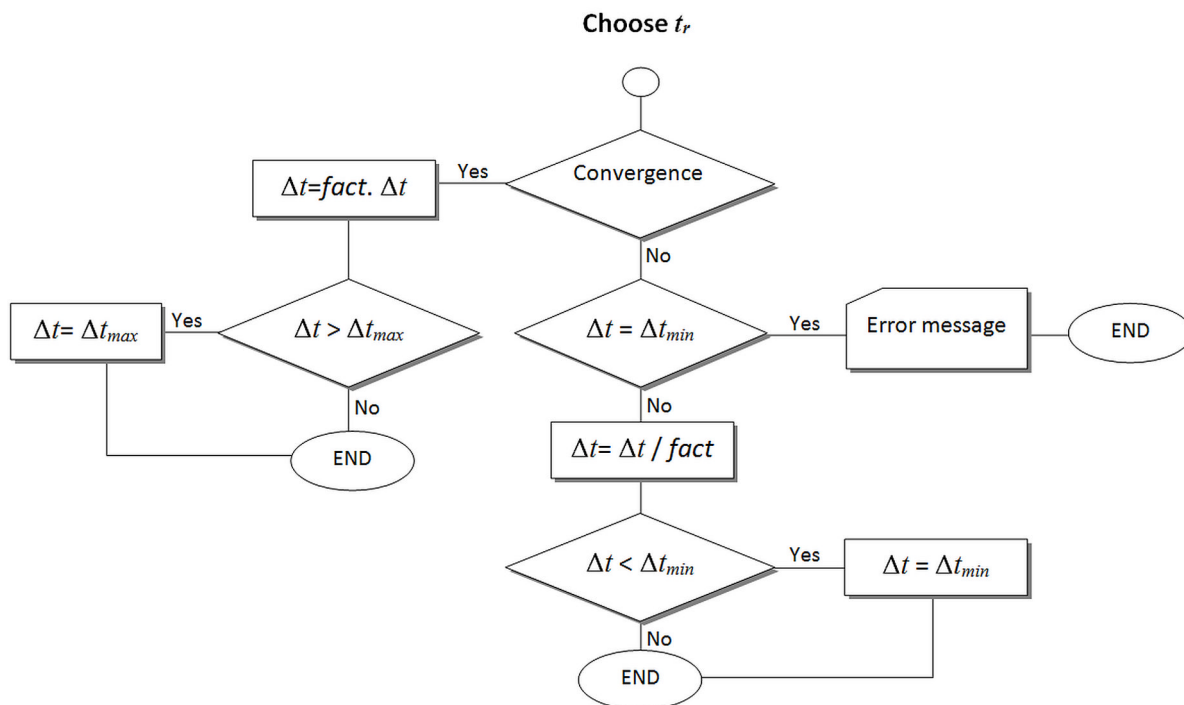 Choose tr
Convergence
Yes
Δt=fact. Δt
No
Δt= Δtmax
Yes
Δt > Δtmax
Δt = Δtmin
Yes
Error message
END
No
No
Δt= Δt / fact
END
Δt < Δtmin
Yes
Δt = Δtmin
No
END